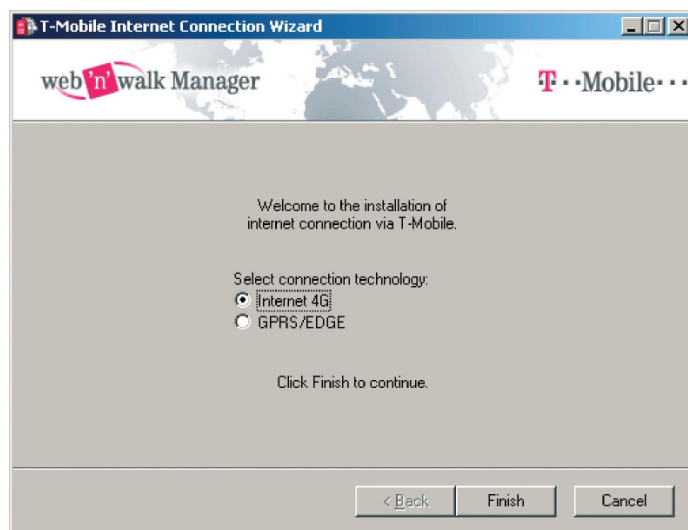 T-Mobile Internet Connection Wizard
web 'n' walk Manager
T··Mobile···
Welcome to the installation of
internet connection via T-Mobile.
Select connection technology:
Internet 4G
GPRS/EDGE
Click Finish to continue.
< Back
Finish
Cancel